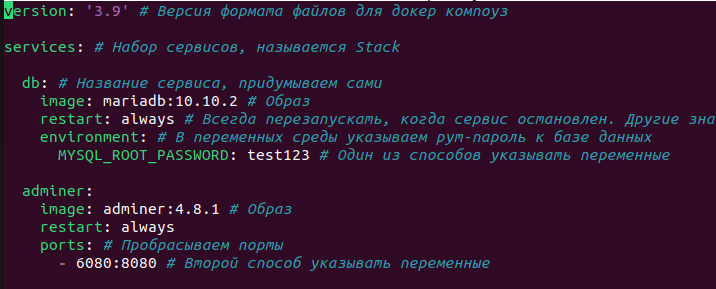 version: '3.9' # Версия формата файлов для докер компоуз
services: # Набор сервисов, называется Stack
db: # Название сервиса, придумываем сами
image: mariadb:10.10.2 # Образ
restart: always # Всегда перезапускать, когда сервис остановлен. Другие зна
environment: # В переменных среды указываем рут-пароль к базе данных
MYSQL_ROOT_PASSWORD: test123 # Один из способов указывать переменные
adminer:
image: adminer:4.8.1 # Образ
restart: always
ports: # Пробрасываем порты
- 6080:8080 # Второй способ указывать переменные